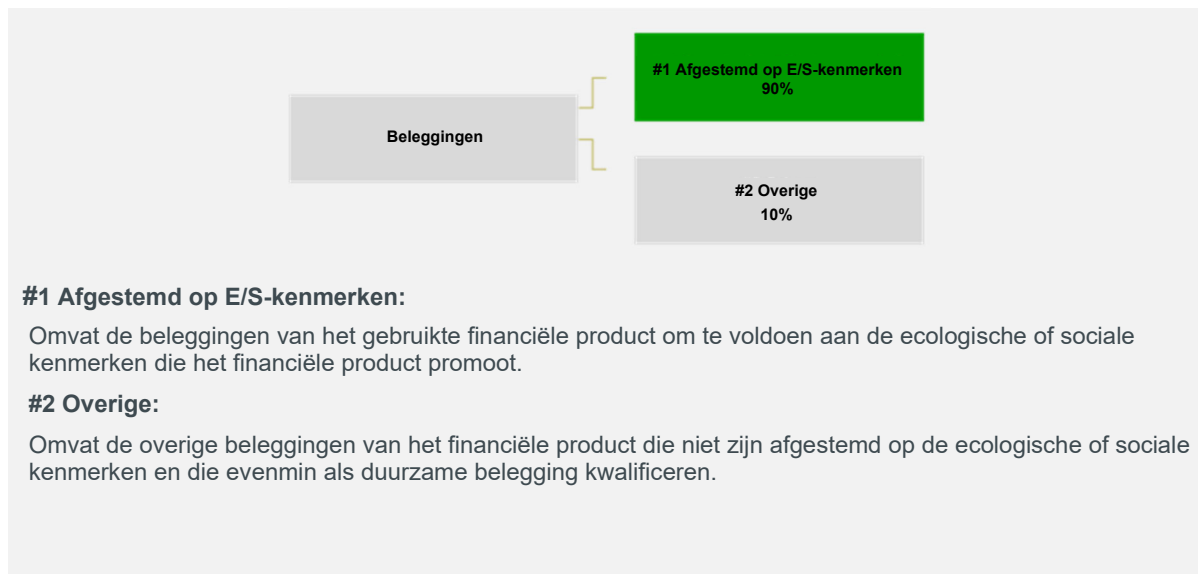 #1 Afgestemd op E/S-kenmerken
90%
Beleggingen
#2 Overige
10%
#1 Afgestemd op E/S-kenmerken:
Omvat de beleggingen van het gebruikte financiële product om te voldoen aan de ecologische of sociale
kenmerken die het financiële product promoot.
#2 Overige:
Omvat de overige beleggingen van het financiële product die niet zijn afgestemd op de ecologische of sociale
kenmerken en die evenmin als duurzame belegging kwalificeren.